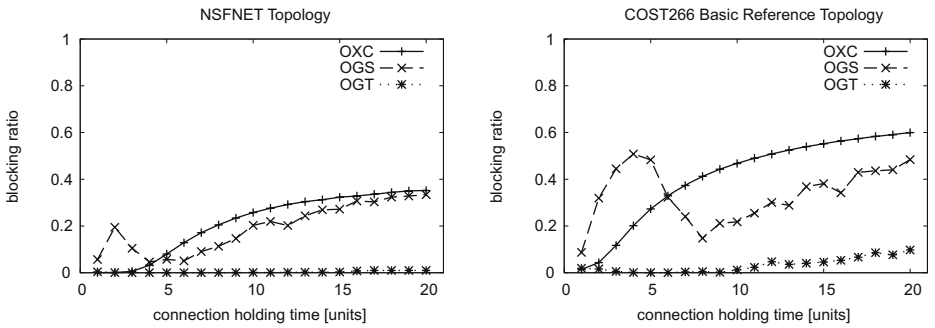 NSFNET Topology
1
0.8
0.6
0.4
0.2
0
blocking ratio
OXC
OGS
OGT
0 5 10 15 20
connection holding time [units]
COST266 Basic Reference Topology
1
0.8
0.6
0.4
0.2
0
blocking ratio
OXC
OGS
OGT
0 5 10 15 20
connection holding time [units]